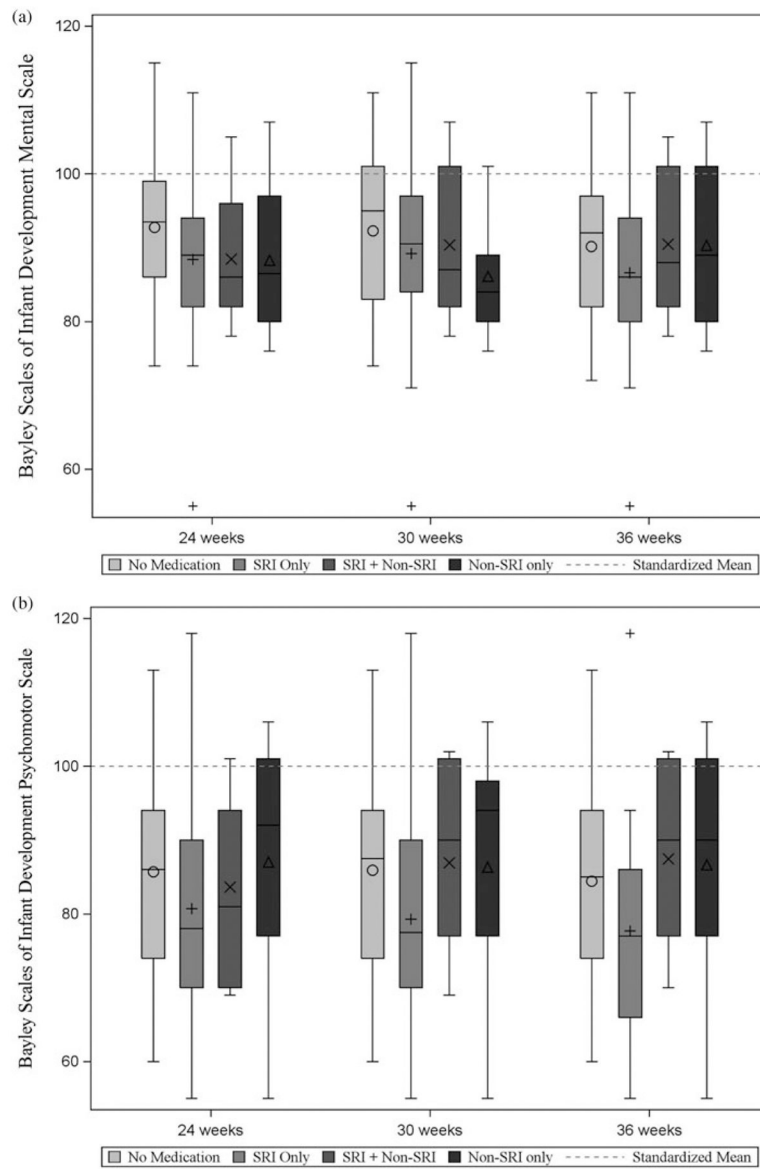 (a)
Bayley Scales of Infant Development Mental Scale
120
100
80
60
24 weeks 30 weeks 36 weeks
No Medication SRI Only SRI + Non-SRI Non-SRI only Standardized Mean
(b)
Bayley Scales of Infant Development Psychomotor Scale
120
100
80
60
24 weeks 30 weeks 36 weeks
No Medication SRI Only SRI + Non-SRI Non-SRI only Standardized Mean